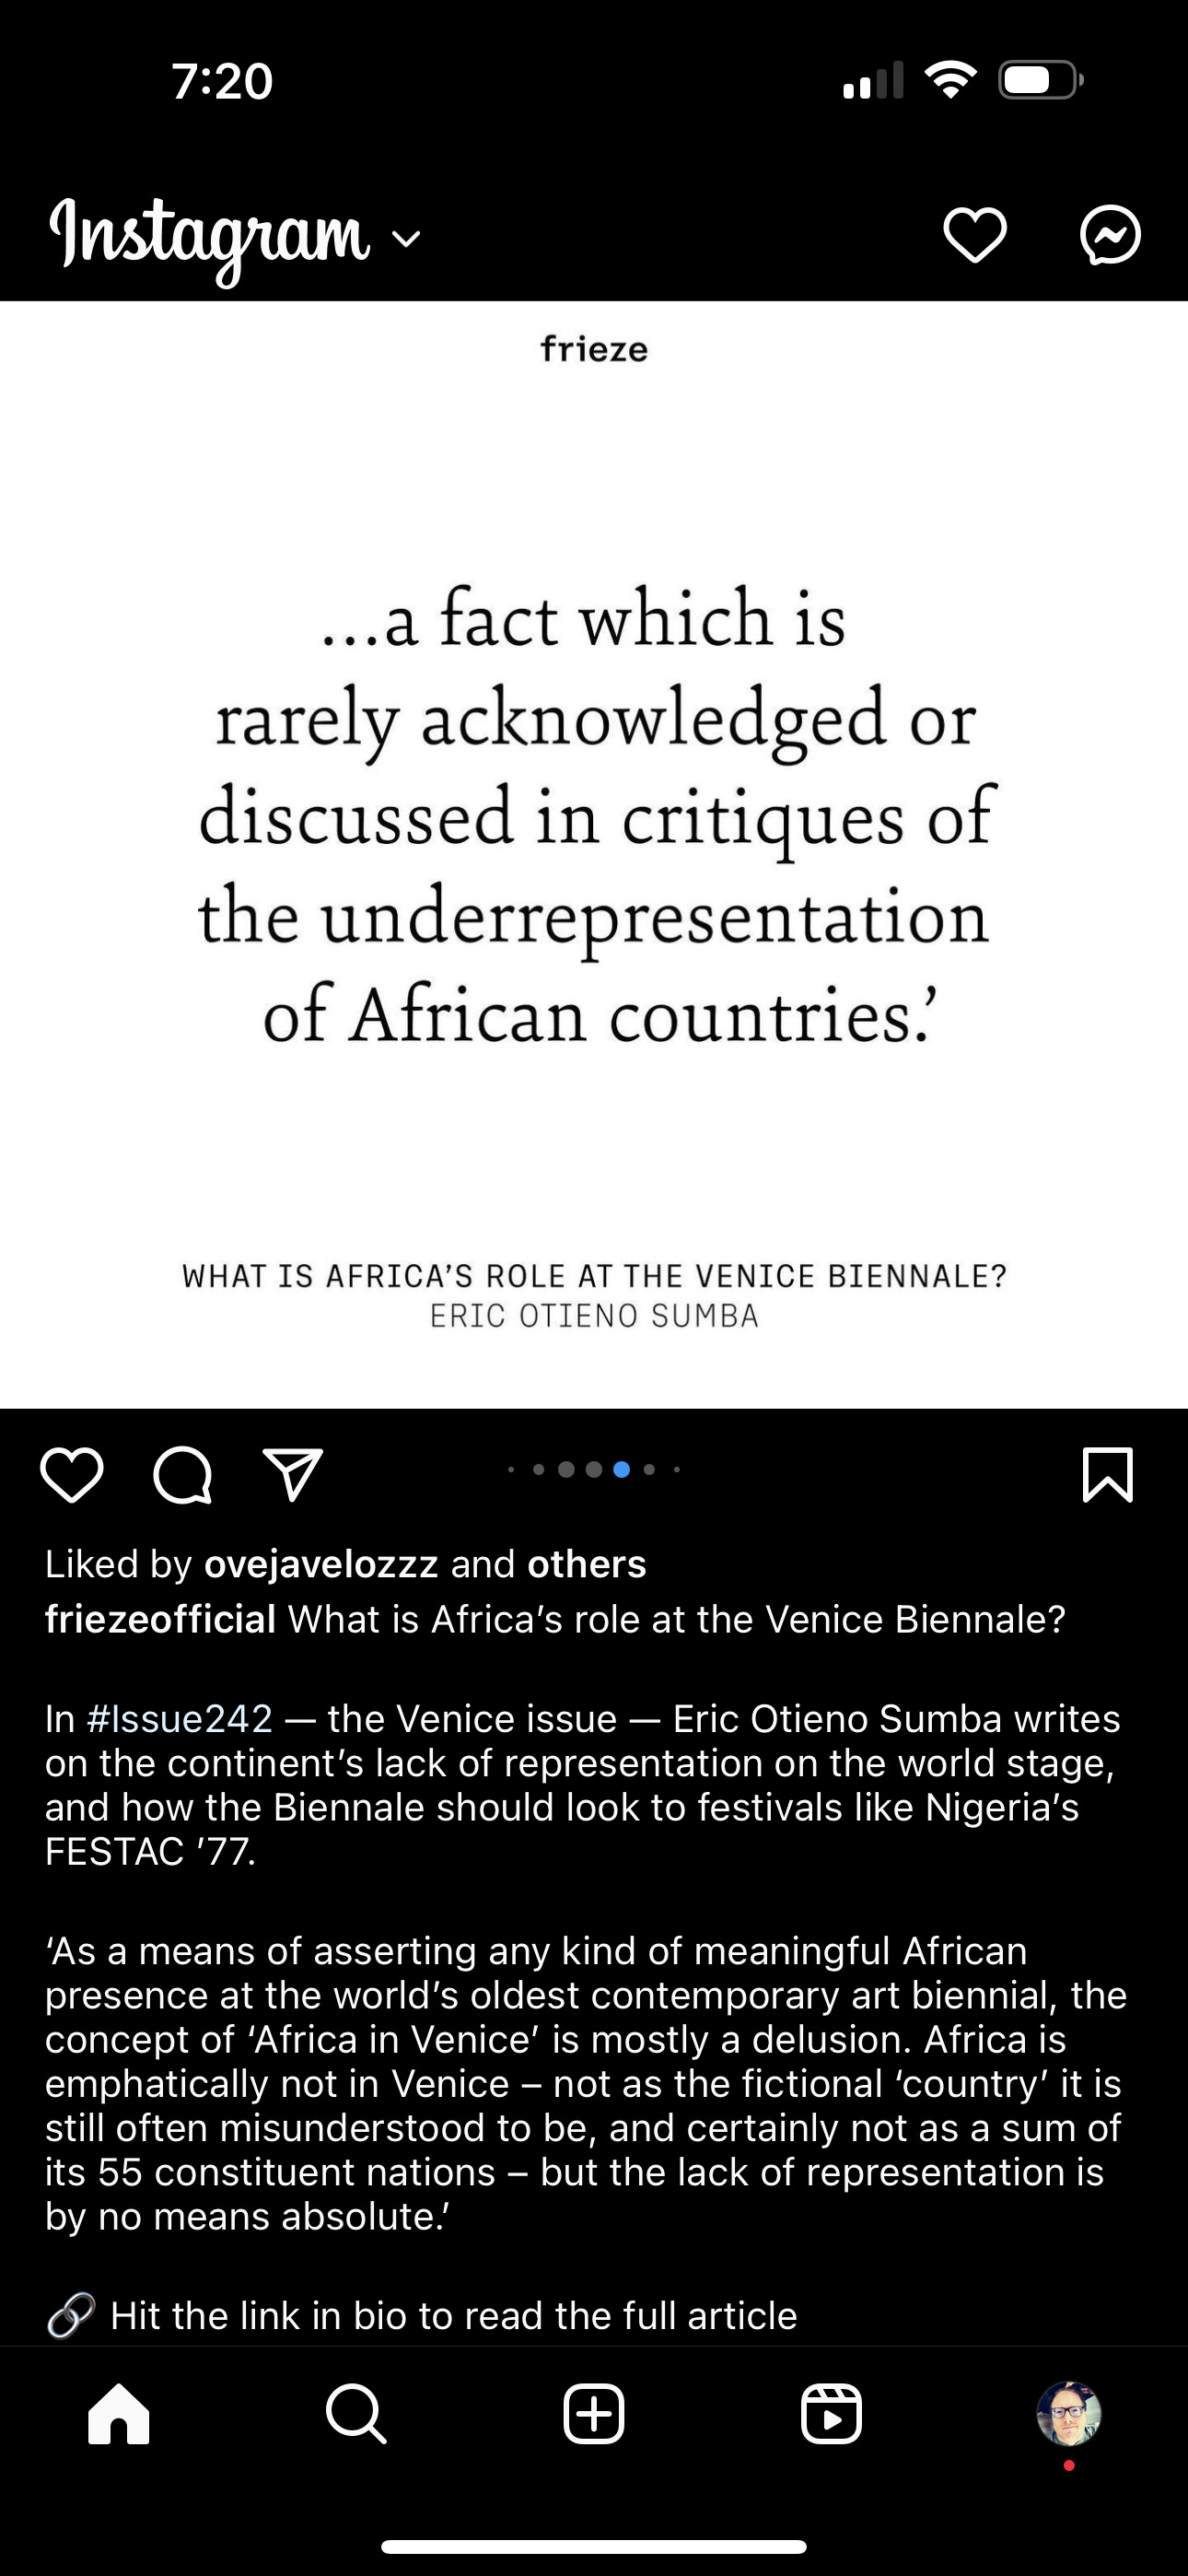 7:20
Instagram
frieze
...a fact which is
rarely acknowledged or
discussed in critiques of
the underrepresentation
of African countries.’
WHAT IS AFRICA’S ROLE AT THE VENICE BIENNALE?
ERIC OTIENO SUMBA
Liked by ovejavelozzz and others
friezeofficial What is Africa’s role at the Venice Biennale?
In #Issue242 — the Venice issue — Eric Otieno Sumba writes
on the continent’s lack of representation on the world stage,
and how the Biennale should look to festivals like Nigeria’s
FESTAC ’77.
‘As a means of asserting any kind of meaningful African
presence at the world’s oldest contemporary art biennial, the
concept of ‘Africa in Venice’ is mostly a delusion. Africa is
emphatically not in Venice – not as the fictional ‘country’ it is
still often misunderstood to be, and certainly not as a sum of
its 55 constituent nations – but the lack of representation is
by no means absolute.’
🔗 Hit the link in bio to read the full article